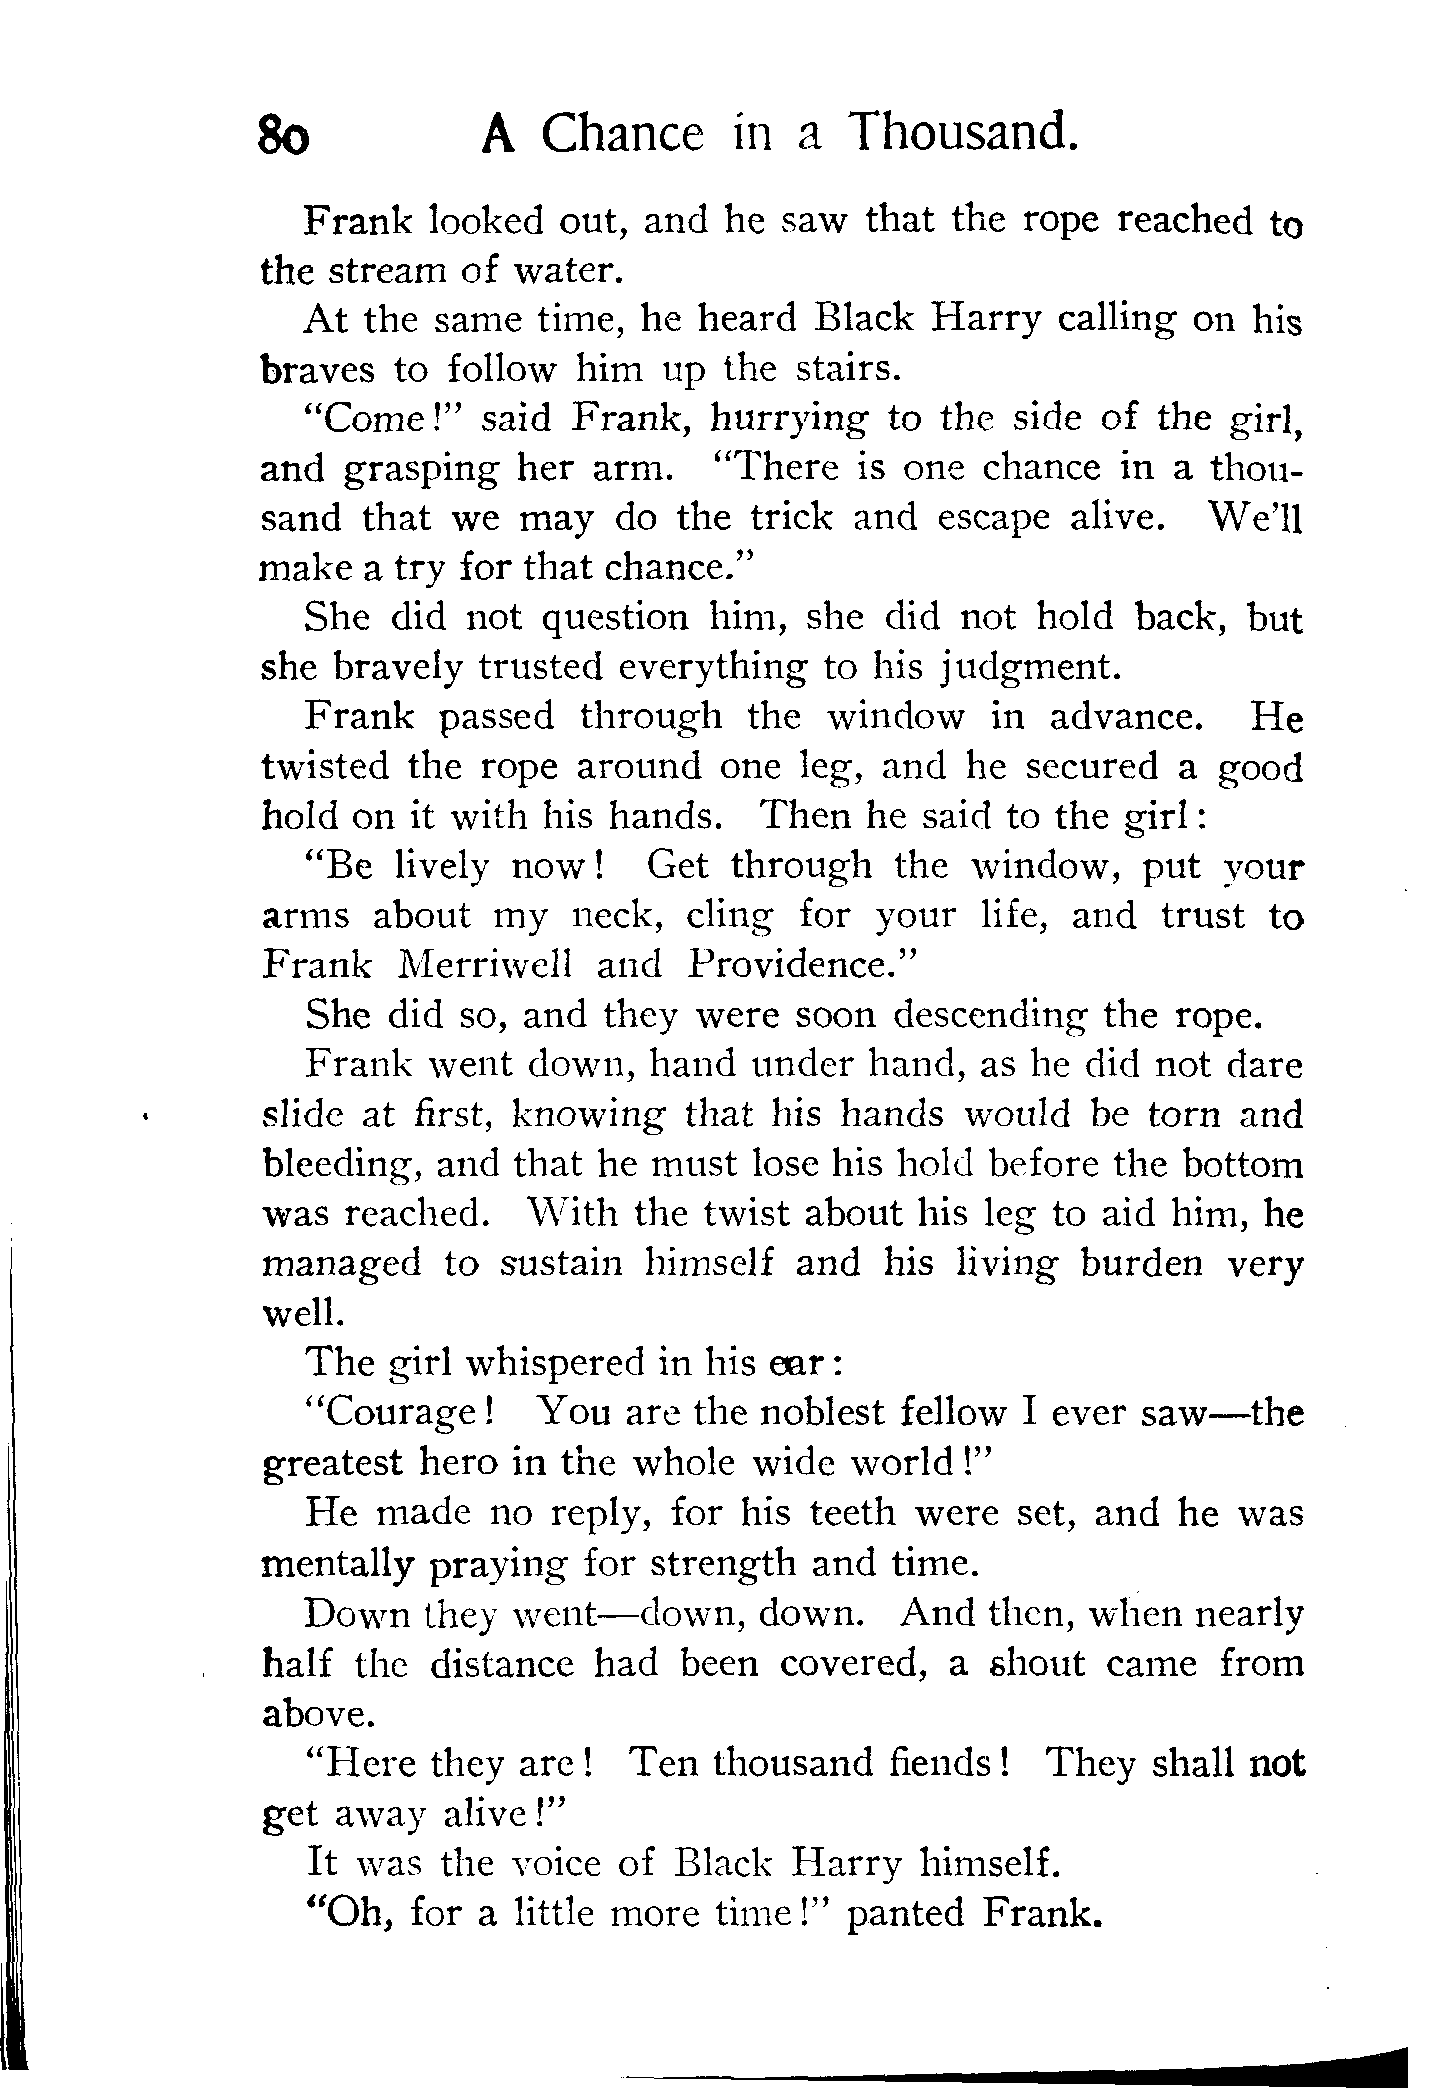 80 A Chance in a Thousand.
Frank looked out, and he saw that the rope reached to
the stream of water.
At the same time, he heard Black Harry calling on his
braves to follow him up the stairs.
“Come!” said Frank, hurrying to the side of the girl,
and grasping her arm. “There is one chance in a thou-
sand that we may do the trick and escape alive. We’ll
make a try for that chance.”
She did not question him, she did not hold back, but
she bravely trusted everything to his judgment.
Frank passed through the window in advance. He
twisted the rope around one leg, and he secured a good
hold on it with his hands. Then he said to the girl:
“Be lively now! Get through the window, put your
arms about my neck, cling for your life, and trust to
Frank Merriwell and Providence.”
She did so, and they were soon descending the rope.
Frank went down, hand under hand, as he did not dare
slide at first, knowing that his hands would be torn and
bleeding, and that he must lose his hold before the bottom
was reached. With the twist about his leg to aid him, he
managed to sustain himself and his living burden very
well.
The girl whispered in his ear:
“Courage! You are the noblest fellow I ever saw—the
greatest hero in the whole wide world!”
He made no reply, for his teeth were set, and he was
mentally praying for strength and time.
Down they went—down, down. And then, when nearly
half the distance had been covered, a shout came from
above.
“Here they are! Ten thousand fiends! They shall not
get away alive!”
It was the voice of Black Harry himself.
“Oh, for a little more time!” panted Frank.